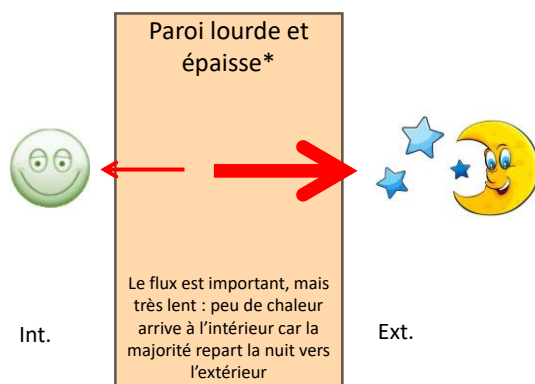 Paroi lourde et
épaisse*
Le flux est important, mais
très lent : peu de chaleur
arrive à l’intérieur car la
majorité repart la nuit vers
l’extérieur
Int.
Ext.